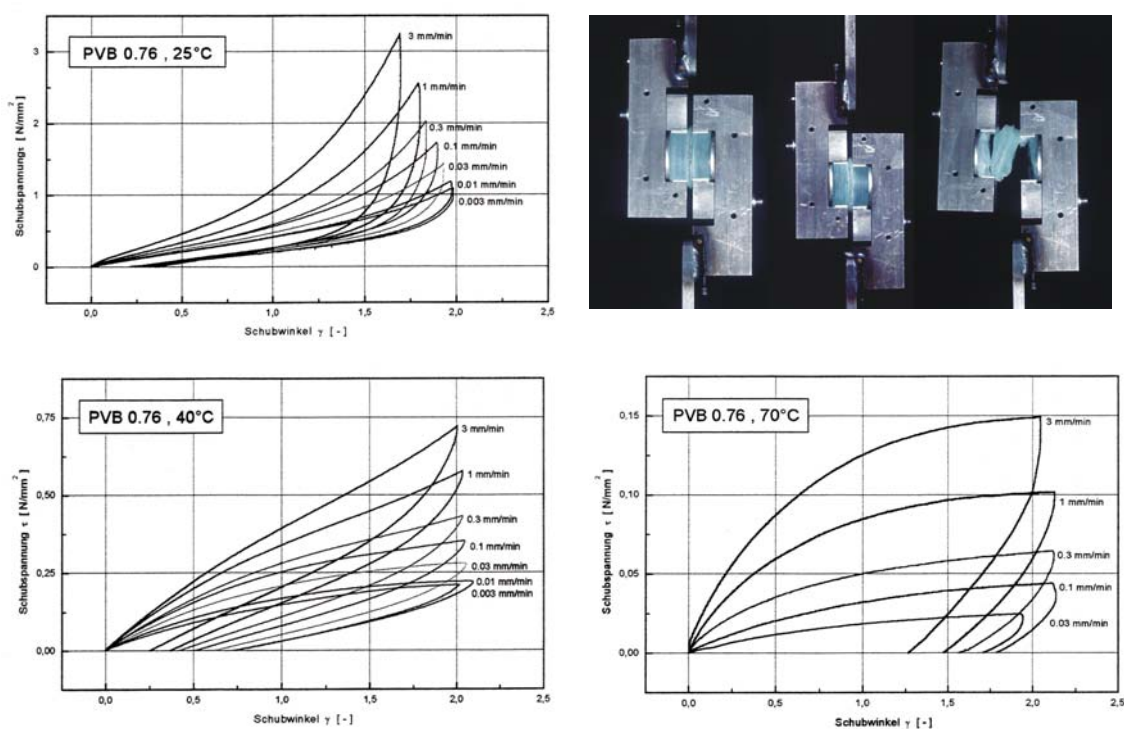 PVB 0.76 , 25°C
3 mm/min
1 mm/min
0.3 mm/min
0.1 mm/min
0.03 mm/min
0.01 mm/min
0.003 mm/min
3
2
1
0
Schubspannungτ [ N/mm²
0,0 0,5 1,0 1,5 2,0 2,5
Schubwinkel γ [ - ]
PVB 0.76 , 40°C
3 mm/min
1 mm/min
0.3 mm/min
0.1 mm/min
0.03 mm/min
0.01 mm/min
0.003 mm/min
0,75
0,50
0,25
0,00
Schubspannung τ [ N/mm² ]
0,0 0,5 1,0 1,5 2,0 2,5
Schubwinkel γ [ - ]
PVB 0.76 , 70°C
3 mm/min
1 mm/min
0.3 mm/min
0.1 mm/min
0.03 mm/min
0,15
0,10
0,05
0,00
Schubspannung τ [ N/mm² ]
0,0 0,5 1,0 1,5 2,0 2,5
Schubwinkel γ [ - ]